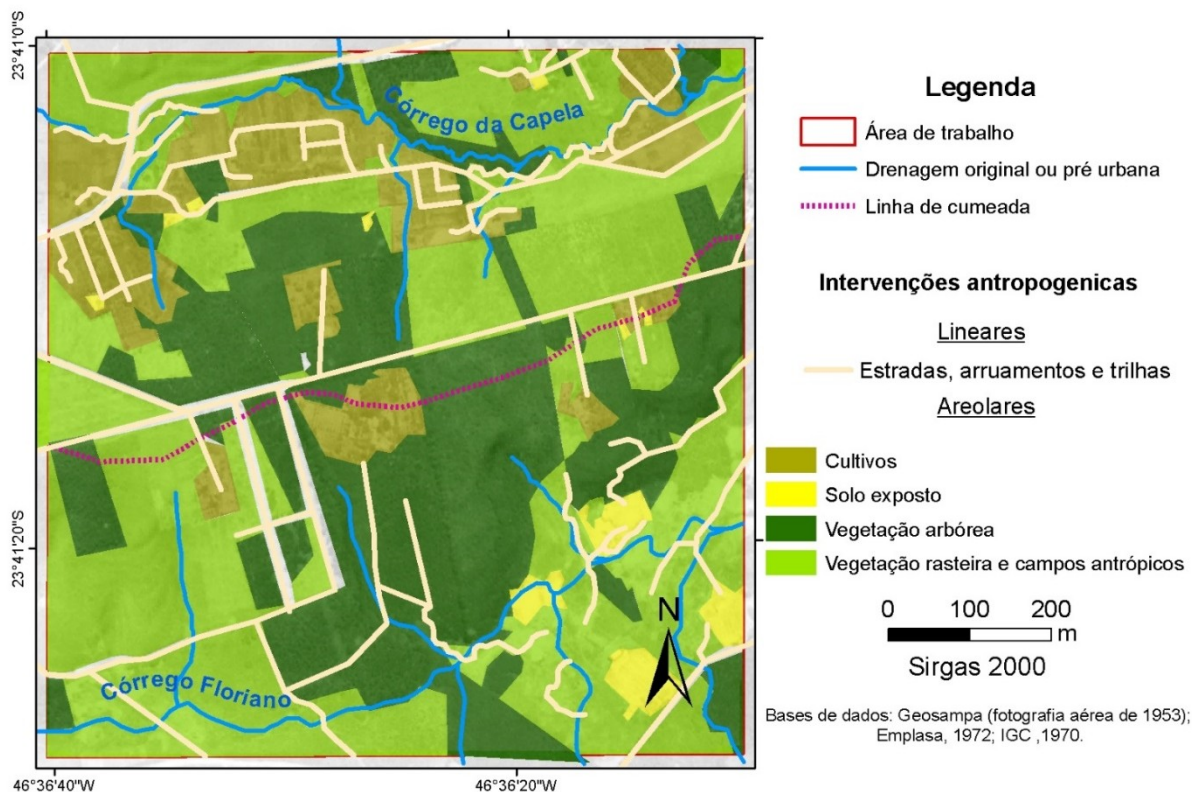 23°41'0"S
23°41'20"S
46°36'40"W
46°36'20"W
Córrego da Capela
Córrego Floriano
N
Legenda
Área de trabalho
Drenagem original ou pré urbana
Linha de cumeada
Intervenções antropogenicas
Lineares
Estradas, arruamentos e trilhas
Areolares
Cultivos
Solo exposto
Vegetação arbórea
Vegetação rasteira e campos antrópicos
0 100 200
m
Sirgas 2000
Bases de dados: Geosampa (fotografia aérea de 1953);
Emplasa, 1972; IGC ,1970.